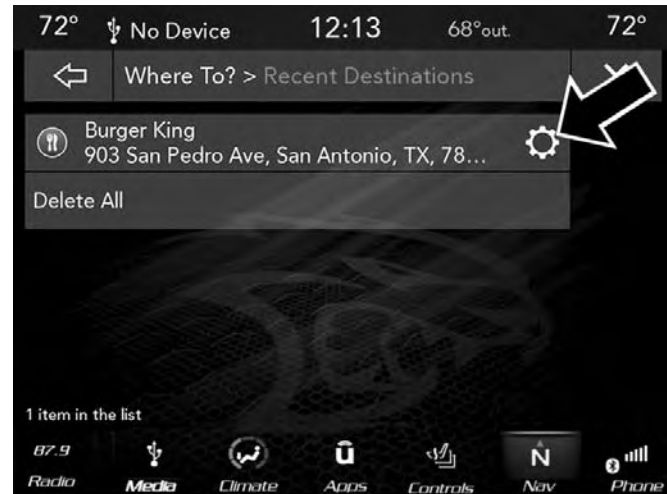 72° No Device 12:13 68°out. 72°
Where To? > Recent Destinations
Burger King
903 San Pedro Ave, San Antonio, TX, 78...
Delete All
1 item in the list
87.9 û N
Radio Media Climate Apps Controls Nav Phone